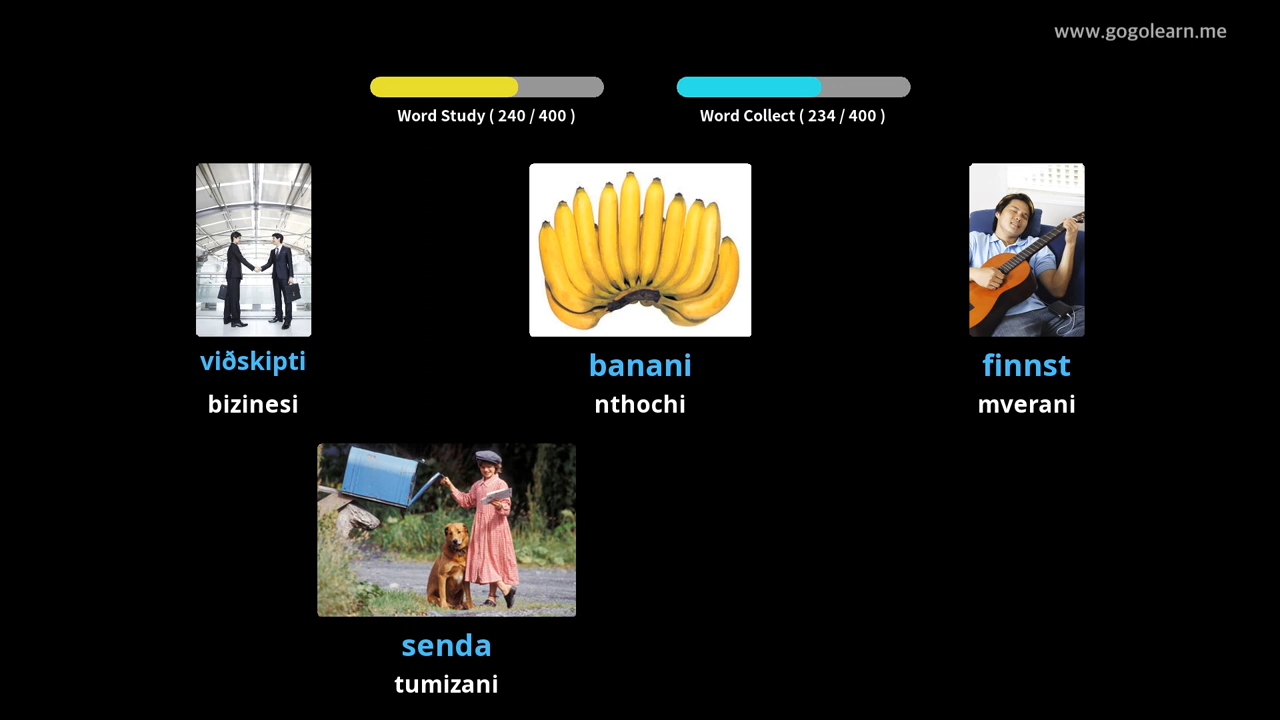 www.gogolearn.me
Word Study ( 240 / 400 )
Word Collect ( 234 / 400 )
viðskipti
bizinesi
banani
nthochi
finnst
mverani
senda
tumizani